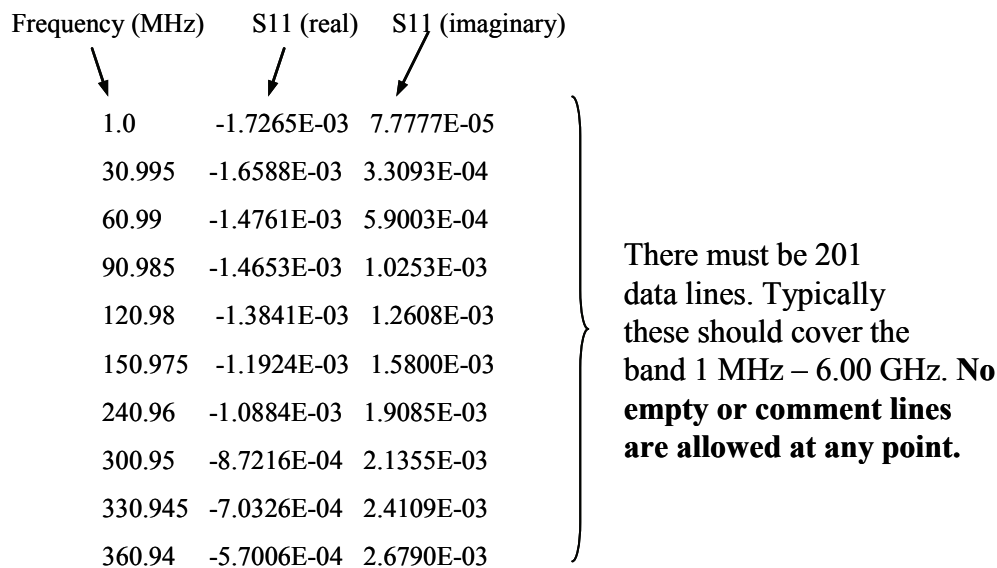 Frequency (MHz) S11 (real) S11 (imaginary)
1.0 -1.7265E-03 7.7777E-05
30.995 -1.6588E-03 3.3093E-04
60.99 -1.4761E-03 5.9003E-04
90.985 -1.4653E-03 1.0253E-03
120.98 -1.3841E-03 1.2608E-03
150.975 -1.1924E-03 1.5800E-03
240.96 -1.0884E-03 1.9085E-03
300.95 -8.7216E-04 2.1355E-03
330.945 -7.0326E-04 2.4109E-03
360.94 -5.7006E-04 2.6790E-03
There must be 201
data lines. Typically
these should cover the
band 1 MHz – 6.00 GHz. No
empty or comment lines
are allowed at any point.